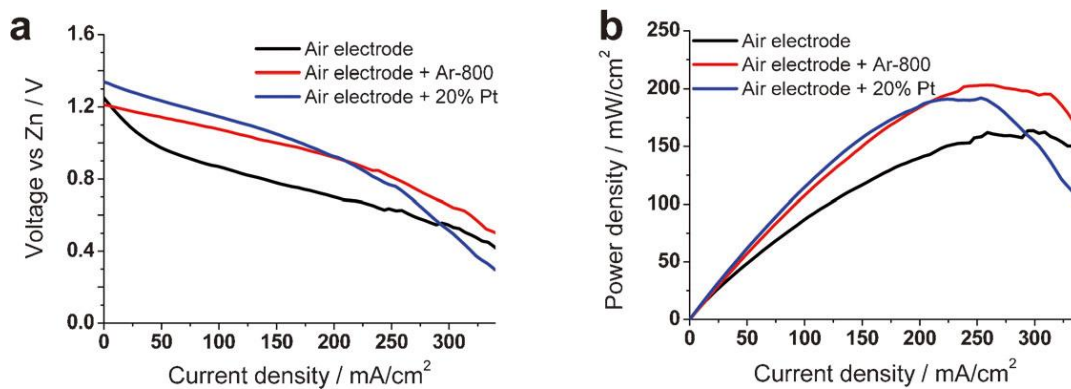 a
1.6
1.2
0.8
0.4
0.0
Voltage vs Zn / V
Air electrode
Air electrode + Ar-800
Air electrode + 20% Pt
0 50 100 150 200 250 300
Current density / mA/cm²
b
250
200
150
100
50
0
Power density / mW/cm²
Air electrode
Air electrode + Ar-800
Air electrode + 20% Pt
0 50 100 150 200 250 300
Current density / mA/cm²